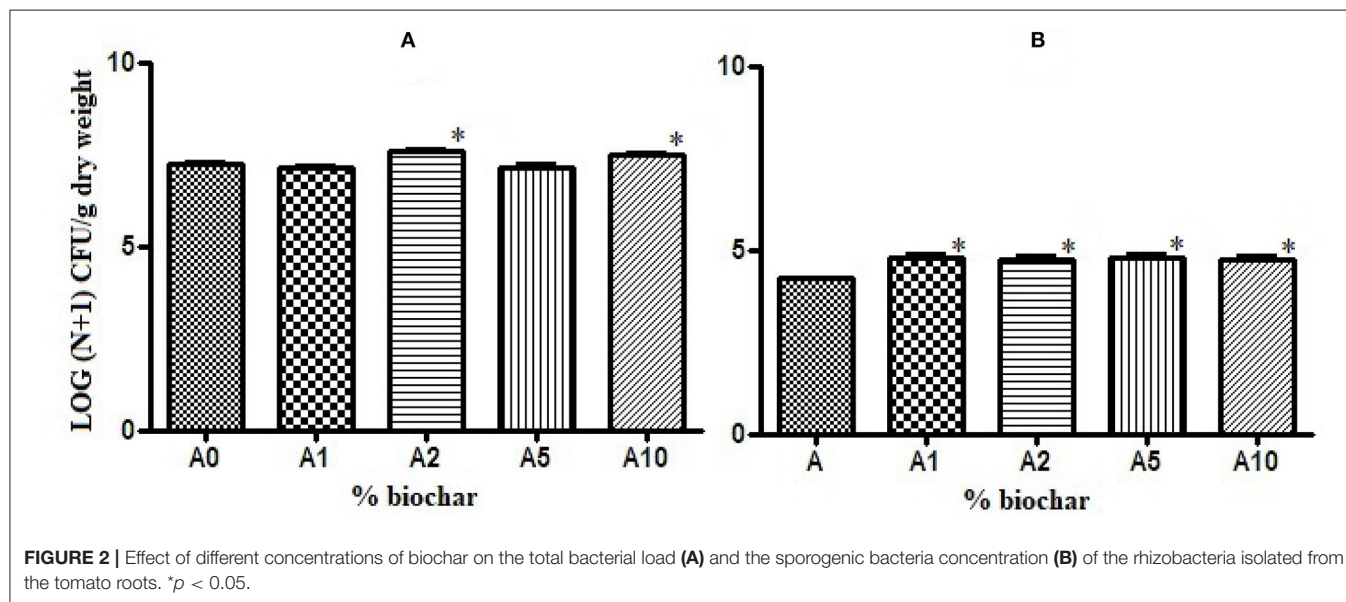 A
10
5
0
LOG (N+1) CFU/g dry weight
*
*
A0 A1 A2 A5 A10
% biochar
B
10
5
0
*
*
*
*
A A1 A2 A5 A10
% biochar
FIGURE 2 | Effect of different concentrations of biochar on the total bacterial load (A) and the sporogenic bacteria concentration (B) of the rhizobacteria isolated from
the tomato roots. *p < 0.05.